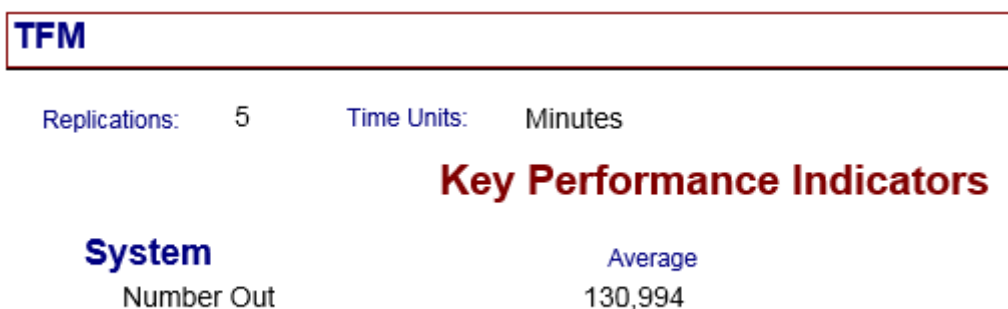 TFM
Replications: 5 Time Units: Minutes
Key Performance Indicators
System Average
Number Out 130,994